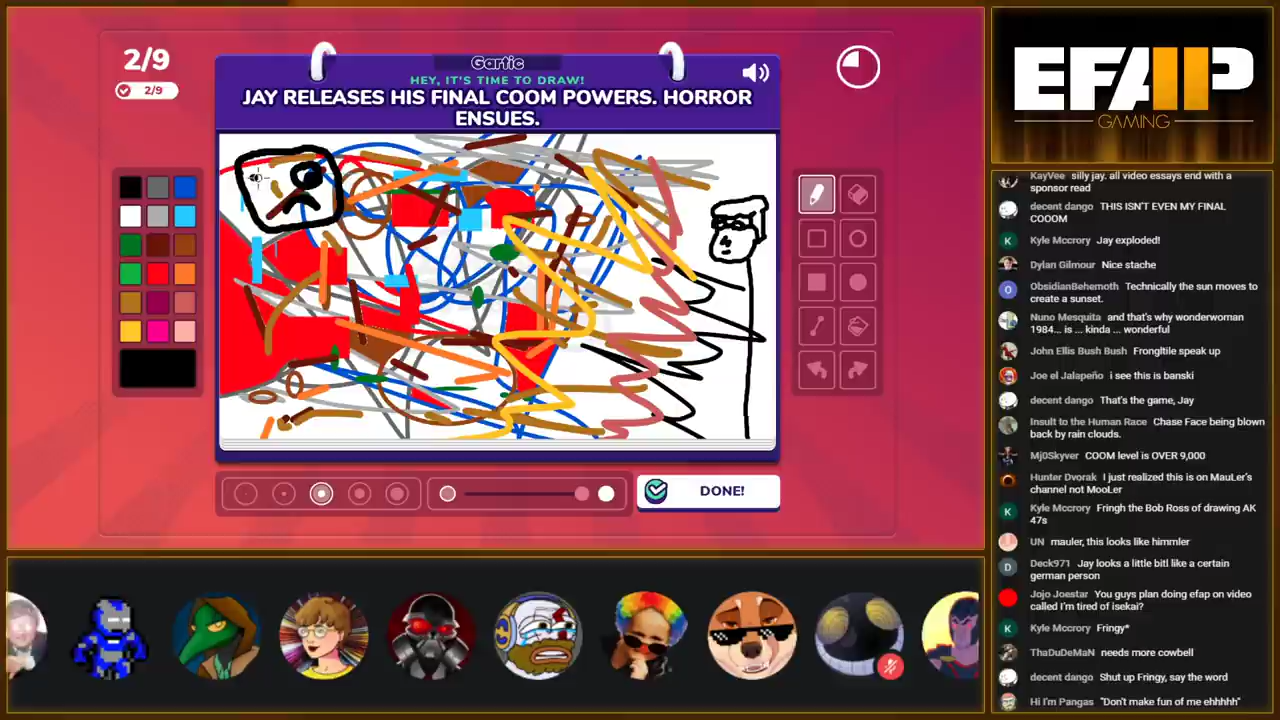 2/9
2/9
Gartic
HEY, IT'S TIME TO DRAW!
JAY RELEASES HIS FINAL COOM POWERS. HORROR
ENSUES.
DONE!
EFAP
GAMING
KayVee silly jay. all video essays end with a
sponsor read
decent dango THIS ISN'T EVEN MY FINAL
COOOM
K
Kyle Mccrory Jay exploded!
Dylan Gilmour Nice stache
O
ObsidianBehemoth Technically the sun moves to
create a sunset.
Nuno Mesquita and that's why wonderwoman
1984... is ... kinda ... wonderful
John Ellis Bush Bush Frongltile speak up
Joe el Jalapeño i see this is banski
decent dango That's the game, Jay
Insult to the Human Race Chase Face being blown
back by rain clouds.
Mj0Skyver COOM level is OVER 9,000
Hunter Dvorak I just realized this is on MauLer's
channel not MooLer
K
Kyle Mccrory Fringh the Bob Ross of drawing AK
47s
UN mauler, this looks like himmler
D
Deck971 Jay looks a little bitl like a certain
german person
Jojo Joestar You guys plan doing efap on video
called I'm tired of isekai?
K
Kyle Mccrory Fringy*
ThaDuDeMaN needs more cowbell
decent dango Shut up Fringy, say the word
Hi I'm Pangas "Don't make fun of me ehhhhh"